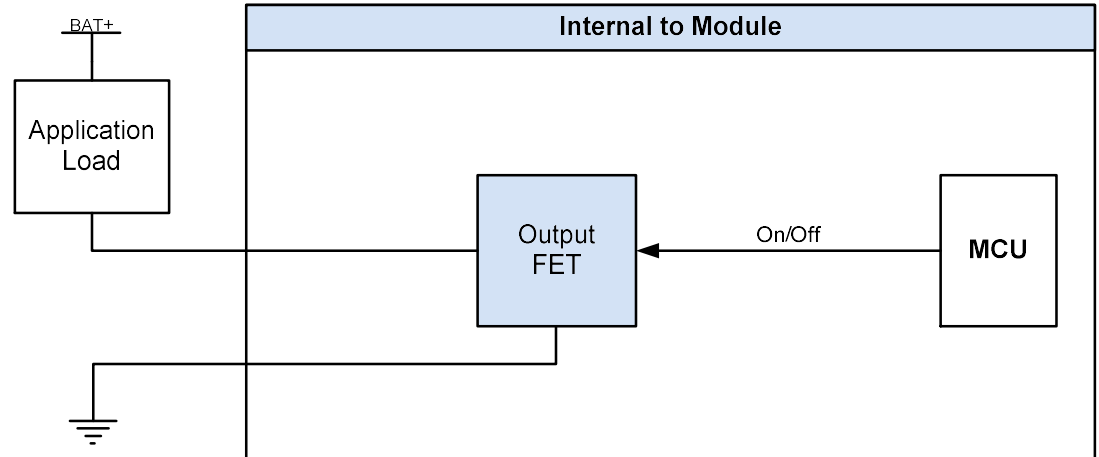 BAT+
Internal to Module
Application
Load
Output
FET
On/Off
MCU